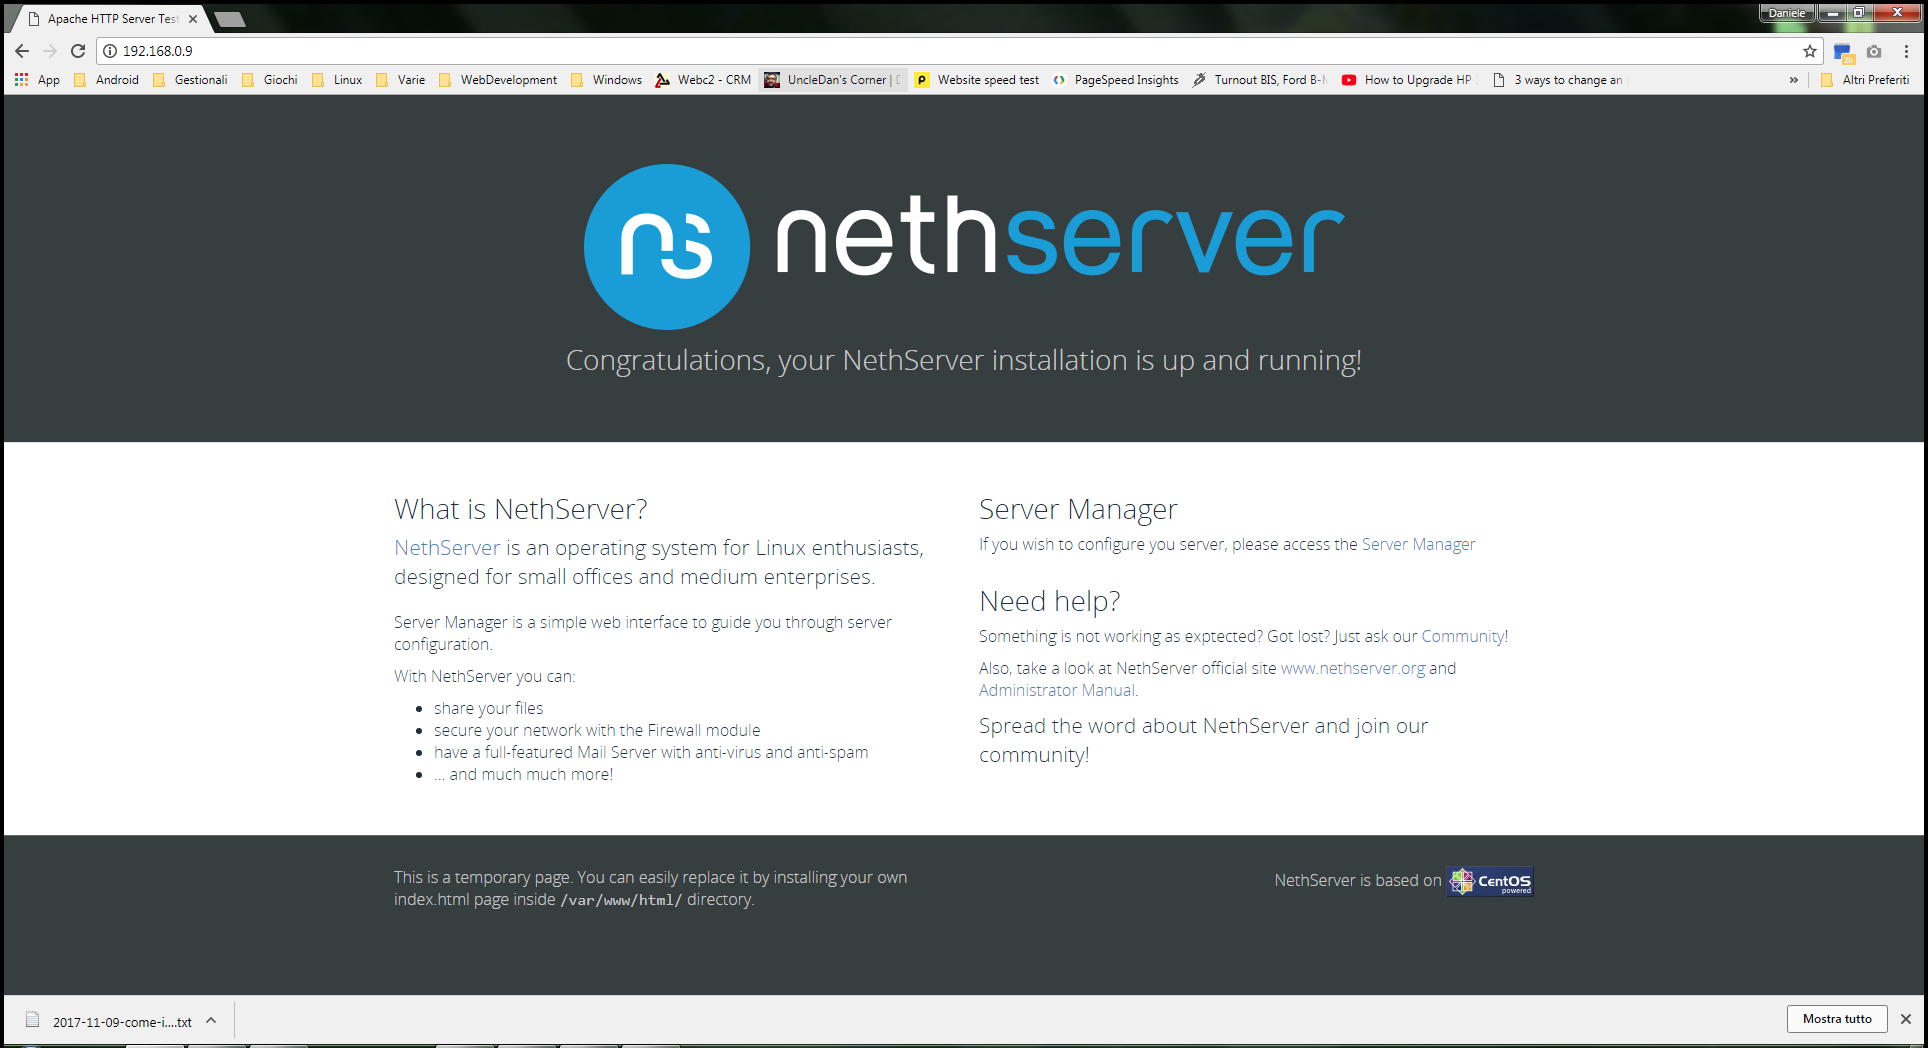 Apache HTTP Server Test
Daniele
192.168.0.9
2h
App Android Gestionali Giochi Linux Varie WebDevelopment Windows Webc2 - CRM UncleDan's Corner | Website speed test PageSpeed Insights Turnout BIS, Ford B- How to Upgrade HP 3 ways to change an » Altri Preferiti
ns nethserver
Congratulations, your NethServer installation is up and running!
What is NethServer?
NethServer is an operating system for Linux enthusiasts,
designed for small offices and medium enterprises.
Server Manager is a simple web interface to guide you through server
configuration.
With NethServer you can:
• share your files
• secure your network with the Firewall module
• have a full-featured Mail Server with anti-virus and anti-spam
• ... and much much more!
Server Manager
If you wish to configure you server, please access the Server Manager
Need help?
Something is not working as exptected? Got lost? Just ask our Community!
Also, take a look at NethServer official site www.nethserver.org and
Administrator Manual.
Spread the word about NethServer and join our
community!
This is a temporary page. You can easily replace it by installing your own
index.html page inside /var/www/html/ directory.
NethServer is based on CentOS
powered
2017-11-09-come-i....txt
Mostra tutto